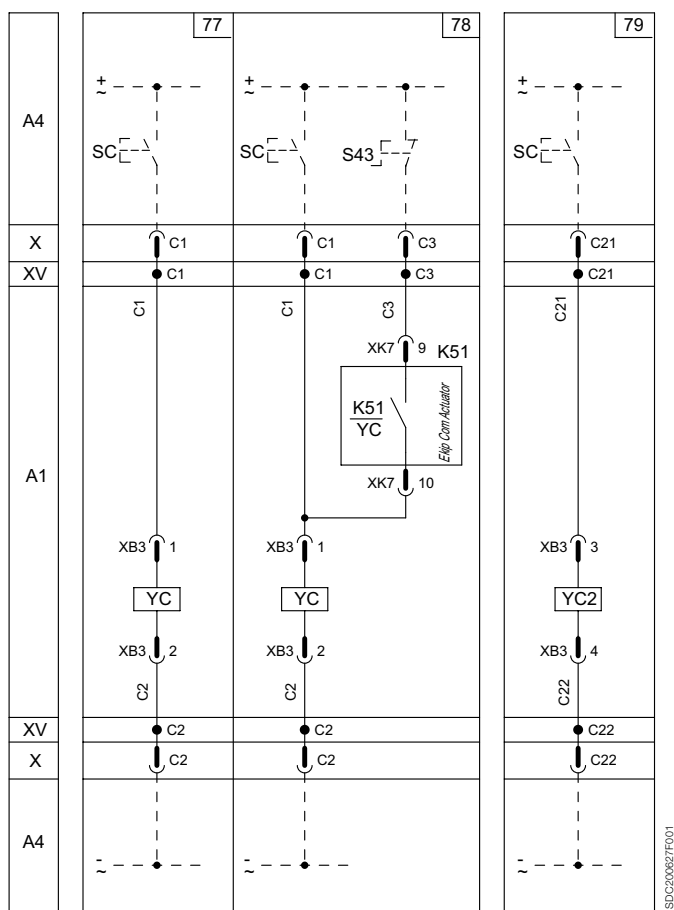 77
78
79
A4
+
~
+
~
+
~
SC
SC
S43
SC
X
C1
C1
C3
C21
XV
C1
C1
C3
C21
A1
C1
C1
C3
C21
XK7 9 K51
K51
YC
Ekip Com Actuator
XK7 10
XB3 1
XB3 1
XB3 3
YC
YC
YC2
XB3 2
XB3 2
XB3 4
C2
C2
C22
XV
C2
C2
C22
X
C2
C2
C22
A4
-
~
-
~
-
~
SDC200627F001